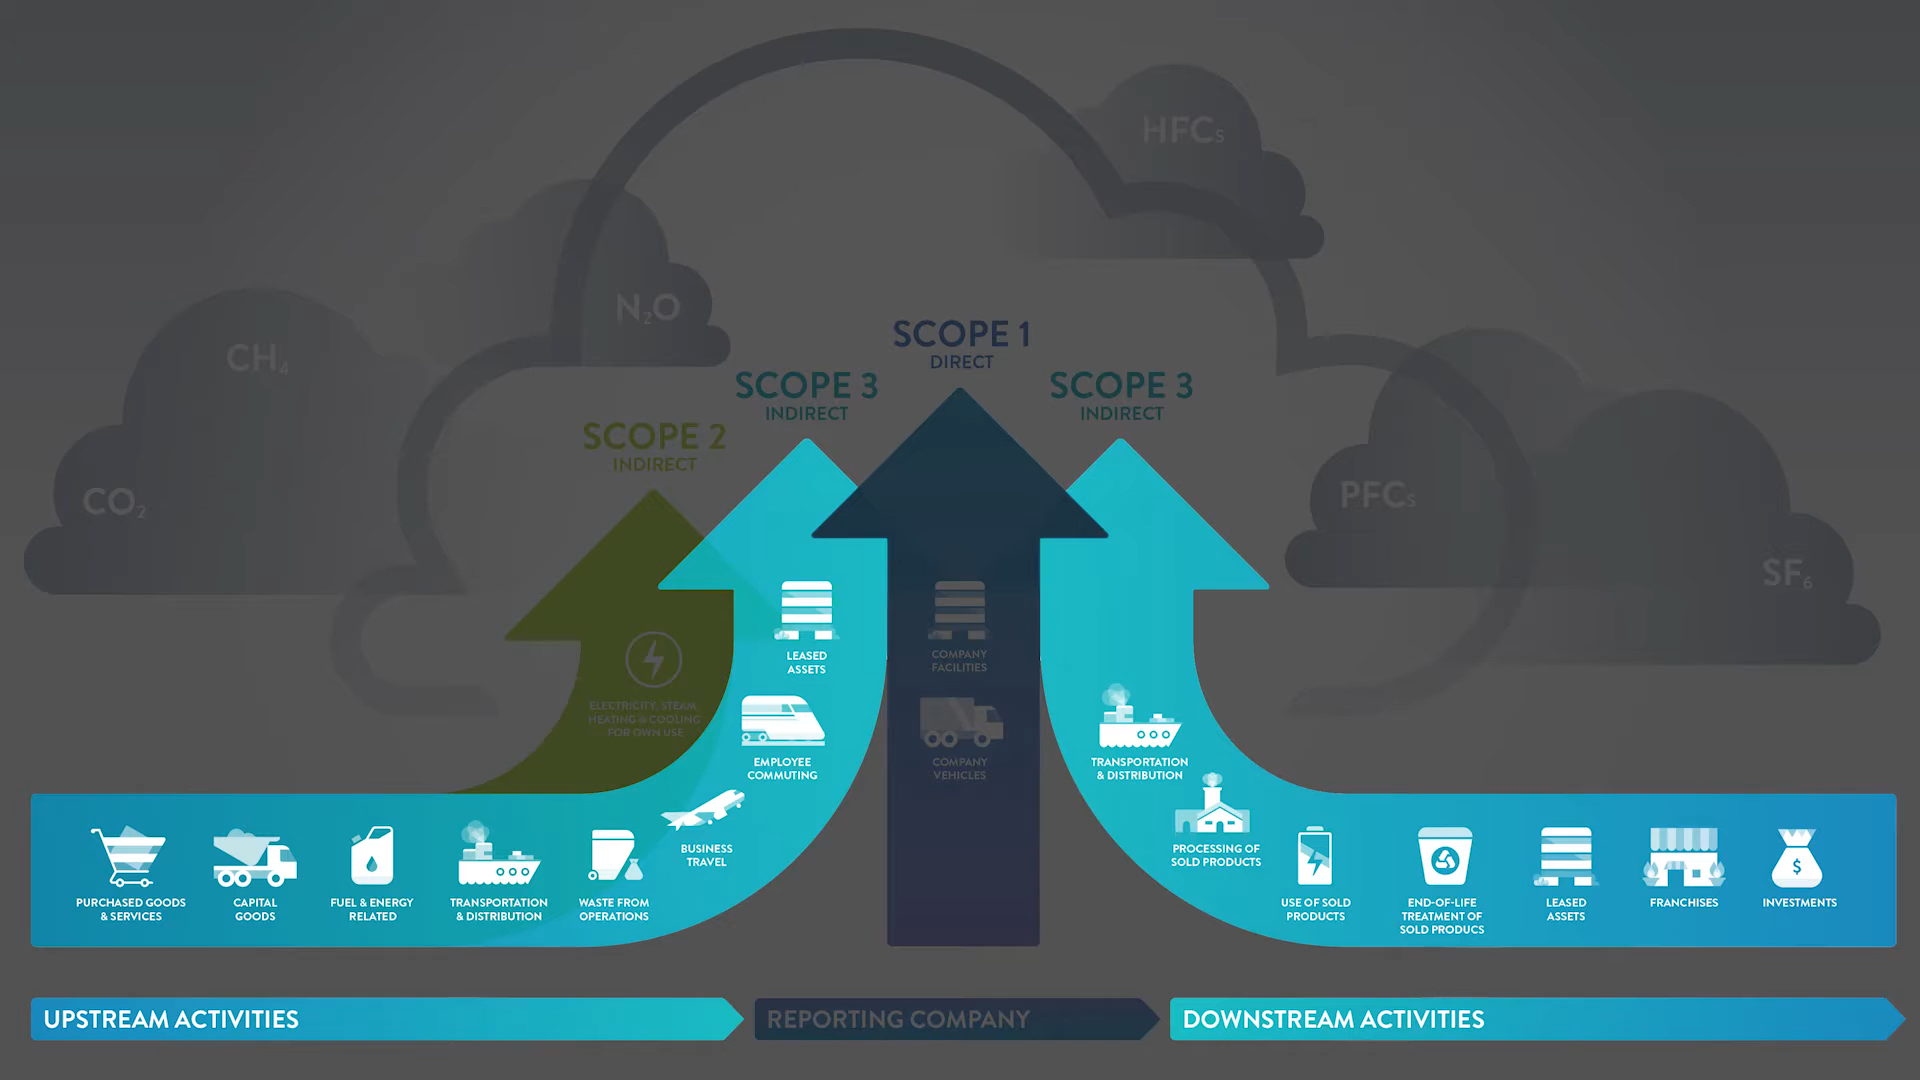 HFCs
N₂O
CH₄
SCOPE 1
DIRECT
SCOPE 3
INDIRECT
SCOPE 3
INDIRECT
SCOPE 2
INDIRECT
CO₂
PFCs
SF₆
LEASED
ASSETS
COMPANY
FACILITIES
ELECTRICITY, STEAM
HEATING & COOLING
FOR OWN USE
EMPLOYEE
COMMUTING
COMPANY
VEHICLES
TRANSPORTATION
& DISTRIBUTION
BUSINESS
TRAVEL
PROCESSING OF
SOLD PRODUCTS
PURCHASED GOODS
& SERVICES
CAPITAL
GOODS
FUEL & ENERGY
RELATED
TRANSPORTATION
& DISTRIBUTION
WASTE FROM
OPERATIONS
USE OF SOLD
PRODUCTS
END-OF-LIFE
TREATMENT OF
SOLD PRODUCS
LEASED
ASSETS
FRANCHISES
$
INVESTMENTS
UPSTREAM ACTIVITIES
REPORTING COMPANY
DOWNSTREAM ACTIVITIES